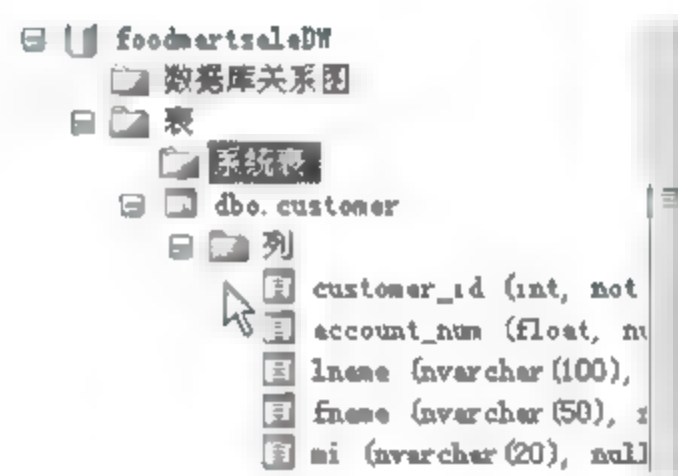 foodmartsaleDW
数据库关系图
表
系统表
dbo.customer
列
customer_id (int, not
account_num (float, nu
lname (nvarchar(100),
fname (nvarchar(50),
mi (nvarchar(20), null